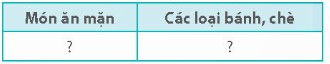 Món ăn mặn Các loại bánh, chè
? ?